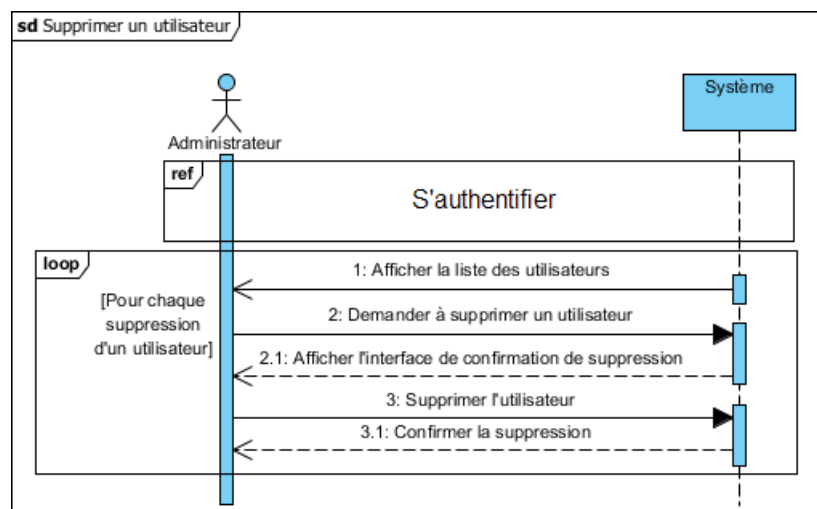 sd Supprimer un utilisateur
Système
Administrateur
ref
S'authentifier
loop
1: Afficher la liste des utilisateurs
[Pour chaque
suppression
d'un utilisateur]
2: Demander à supprimer un utilisateur
2.1: Afficher l'interface de confirmation de suppression
3: Supprimer l'utilisateur
3.1: Confirmer la suppression